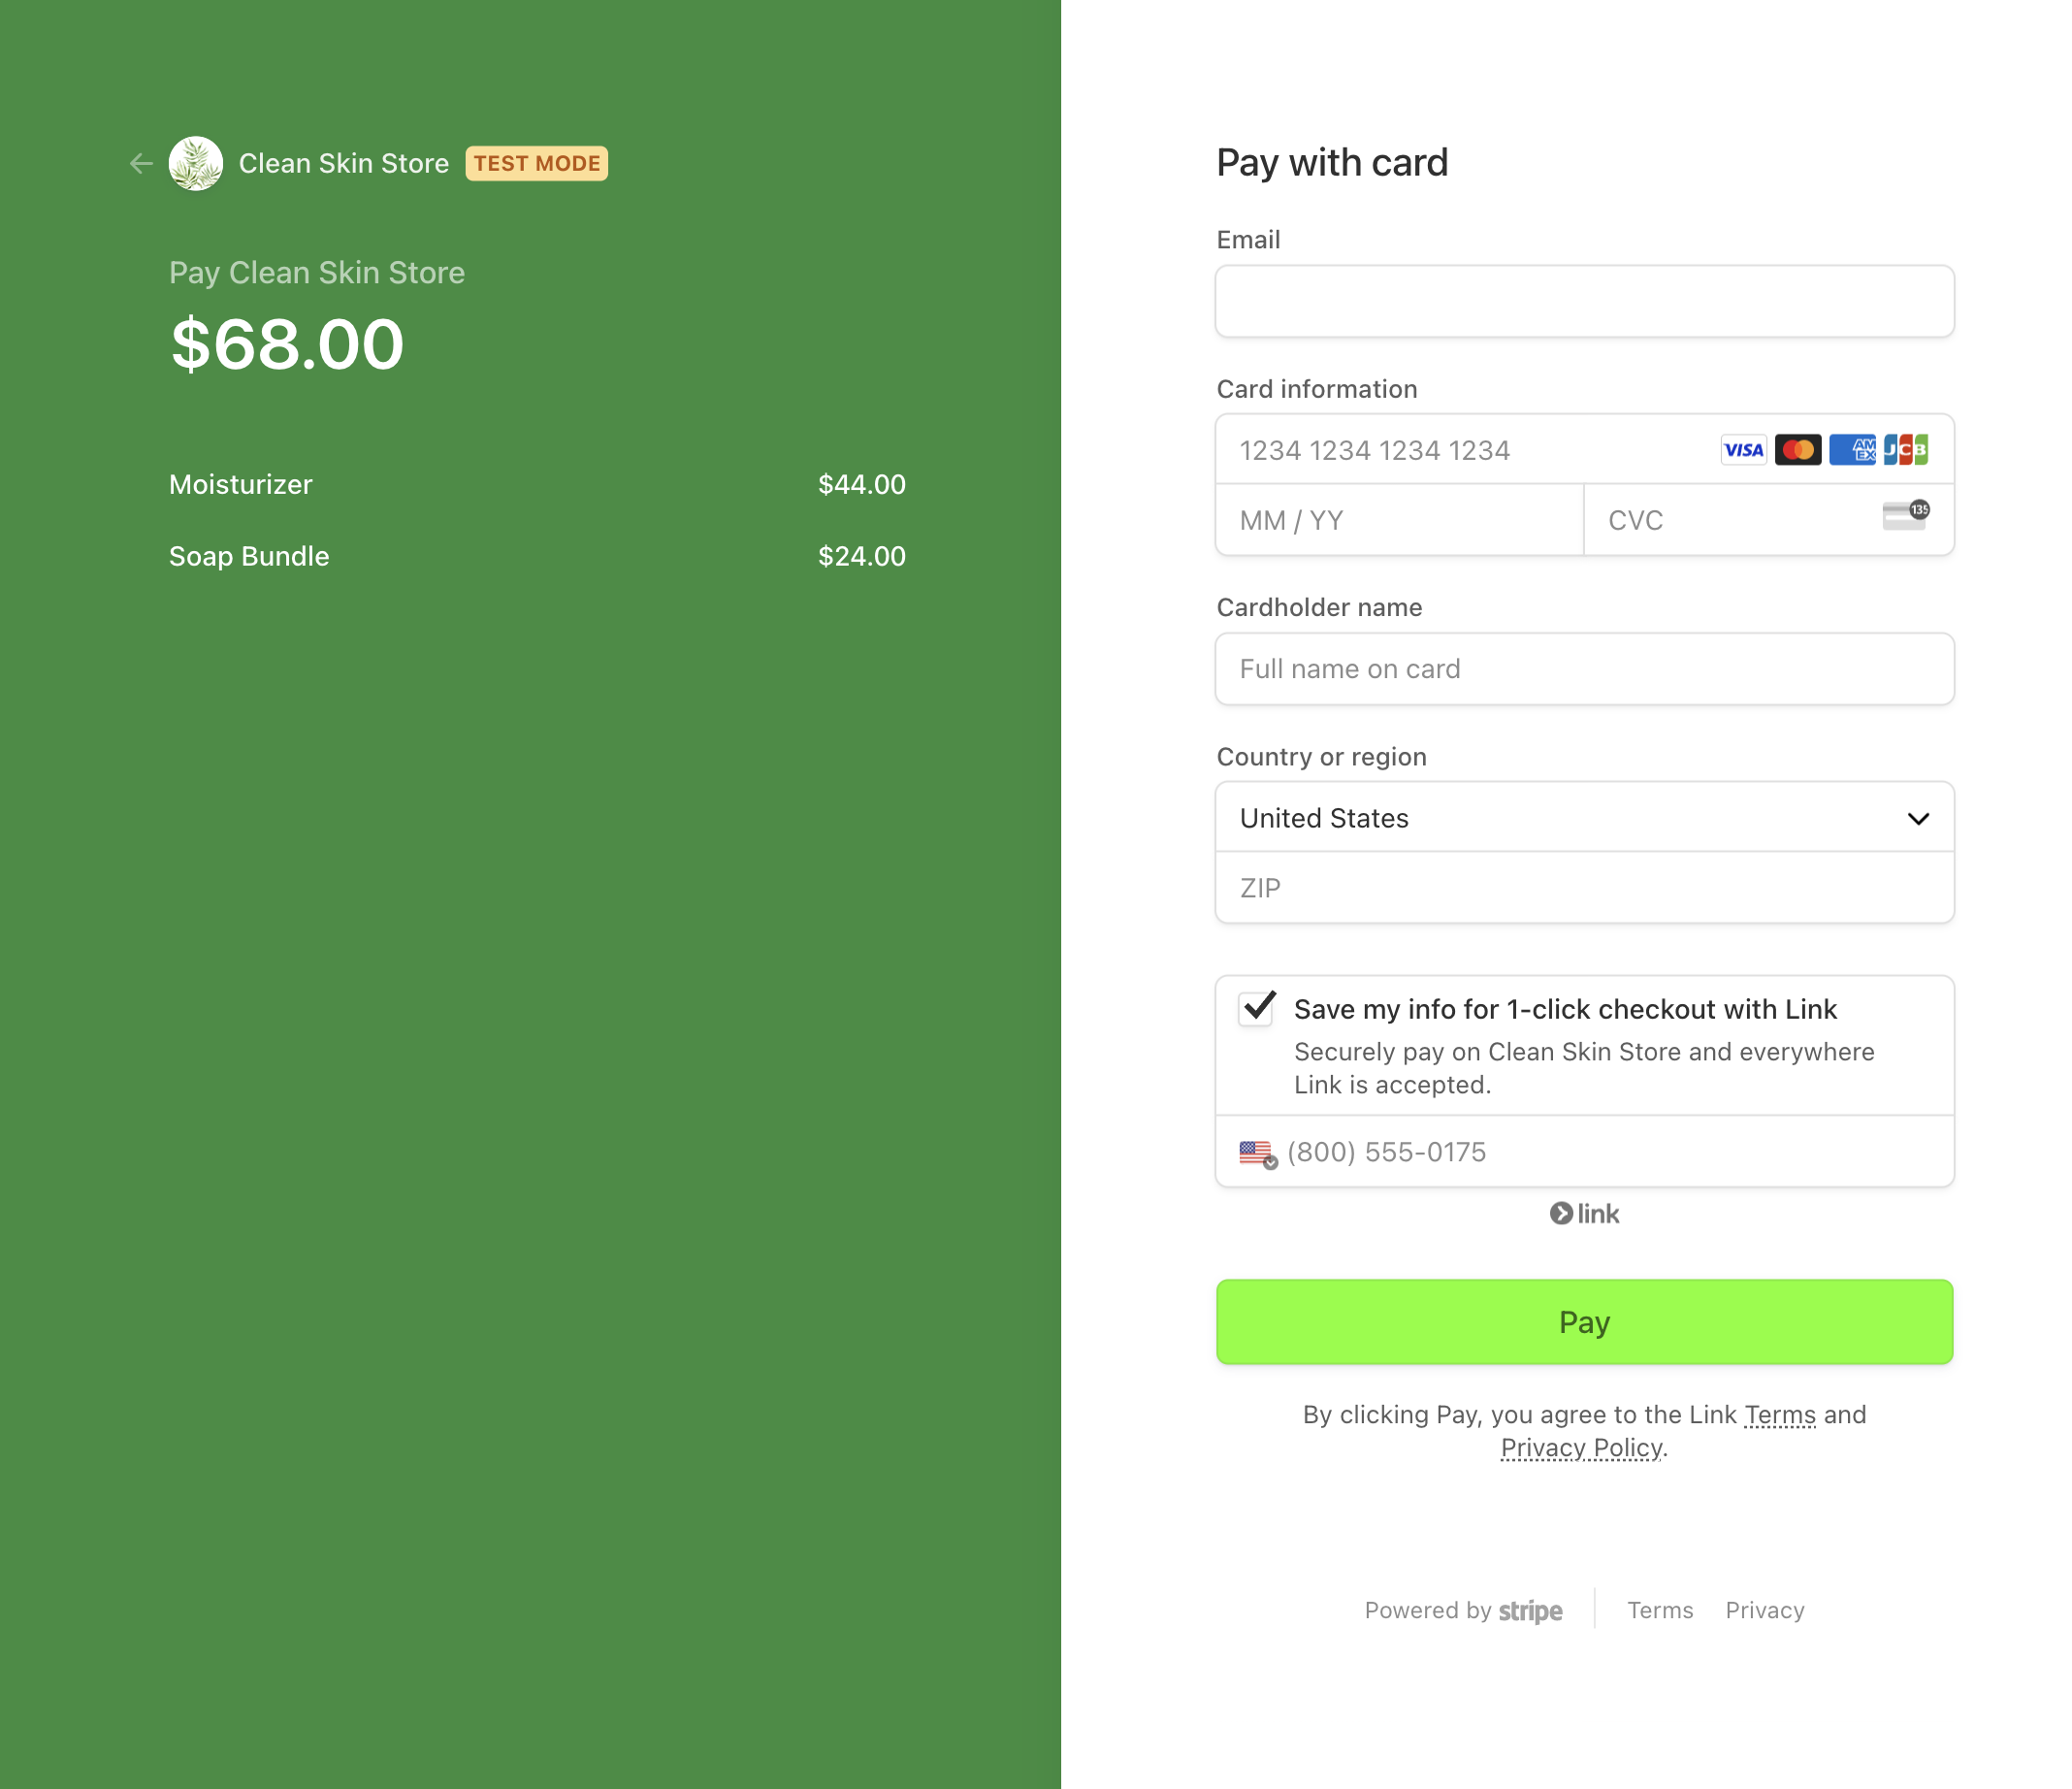 Clean Skin Store TEST MODE
Pay Clean Skin Store
$68.00
Moisturizer $44.00
Soap Bundle $24.00
Pay with card
Email
Card information
1234 1234 1234 1234 VISA AMEX JCB
MM / YY CVC 135
Cardholder name
Full name on card
Country or region
United States
ZIP
Save my info for 1-click checkout with Link
Securely pay on Clean Skin Store and everywhere
Link is accepted.
(800) 555-0175
link
Pay
By clicking Pay, you agree to the Link Terms and
Privacy Policy.
Powered by stripe Terms Privacy